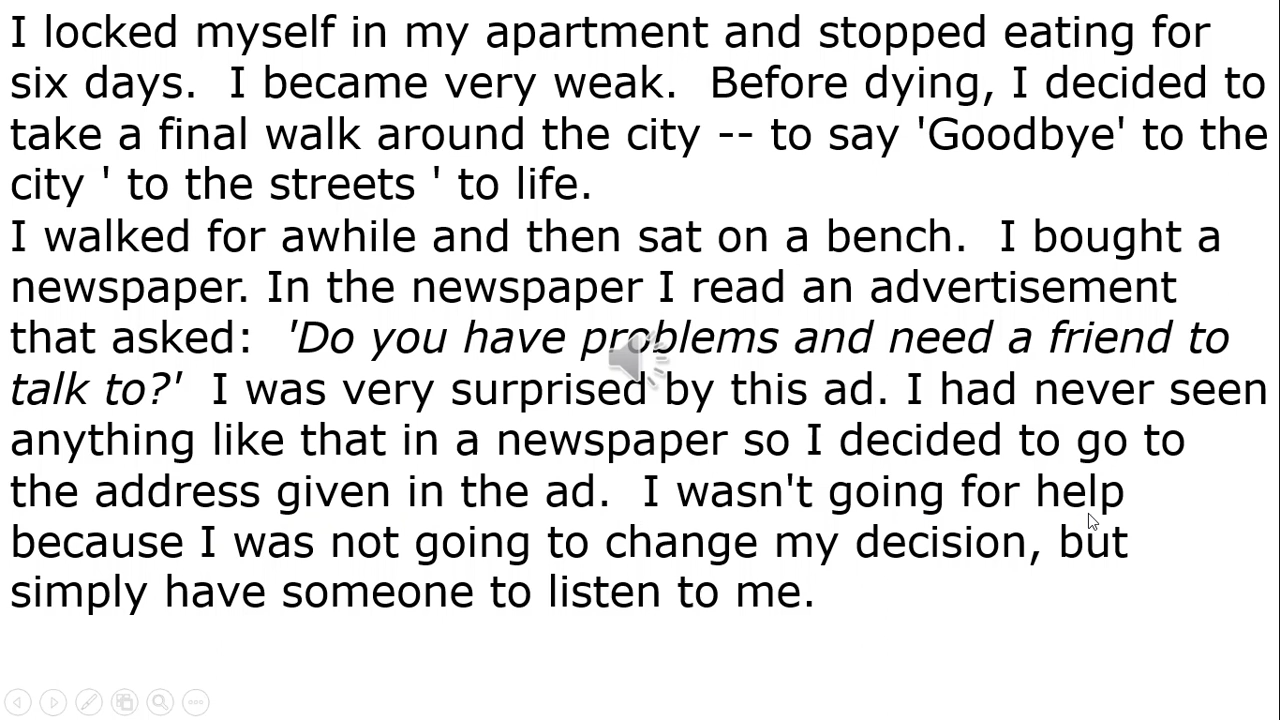 I locked myself in my apartment and stopped eating for
six days.  I became very weak.  Before dying, I decided to
take a final walk around the city -- to say 'Goodbye' to the
city ' to the streets ' to life.
I walked for awhile and then sat on a bench.  I bought a
newspaper. In the newspaper I read an advertisement
that asked:  'Do you have problems and need a friend to
talk to?'  I was very surprised by this ad. I had never seen
anything like that in a newspaper so I decided to go to
the address given in the ad.  I wasn't going for help
because I was not going to change my decision, but
simply have someone to listen to me.